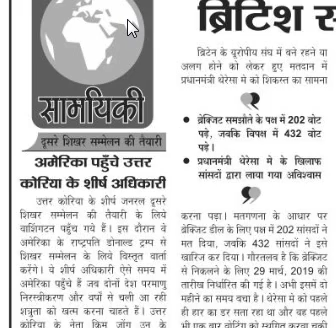 सामयिकी
दूसरे शिखर सम्मेलन की तैयारी
अमेरिका पहुँचे उत्तर
कोरिया के शीर्ष अधिकारी
उत्तर कोरिया के शीर्ष जनरल दूसरे
शिखर सम्मेलन की तैयारी के लिये
वाशिंगटन पहुँच गये हैं। इस दौरान वे
अमेरिका के राष्ट्रपति डोनाल्ड ट्रम्प से
शिखर सम्मेलन के लिये विस्तृत वार्ता
करेंगे। ये शीर्ष अधिकारी ऐसे समय में
अमेरिका पहुँचे हैं जब दोनों देश परमाणु
निरस्त्रीकरण और वर्षों से चली आ रही
शत्रुता को खत्म करना चाहते हैं। उत्तर
कोरिया के नेता किम जोंग उन के
ब्रिटिश
ब्रिटेन के यूरोपीय संघ में बने रहने या
अलग होने को लेकर हुए मतदान में
प्रधानमंत्री थेरेसा मे को शिकस्त का सामना
● ब्रेक्जिट समझौते के पक्ष में 202 वोट
पड़े, जबकि विपक्ष में 432 वोट
पड़े।
● प्रधानमंत्री थेरेसा मे के खिलाफ
सांसदों द्वारा लाया गया अविश्वास
करना पड़ा। मतगणना के आधार पर
ब्रेक्जिट डील के लिए पक्ष में 202 सांसदों ने
मत दिया, जबकि 432 सांसदों ने इसे
खारिज कर दिया। गौरतलब है कि ब्रेक्जिट
से निकलने के लिए 29 मार्च, 2019 की
तारीख निर्धारित की गई है। अभी इसमें दो
महीने का समय बचा है। थेरेसा मे को पहले
ही हार का डर सता रहा था और वह पहले
भी एक बार वोटिंग को स्थगित करवा